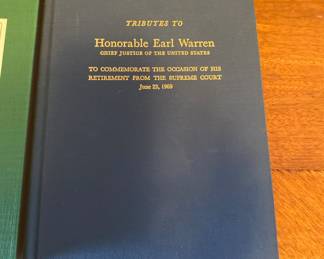 TRIBUTES TO
Honorable Earl Warren
CHIEF JUSTICE OF THE UNITED STATES
TO COMMEMORATE THE OCCASION OF HIS
RETIREMENT FROM THE SUPREME COURT
June 23, 1969